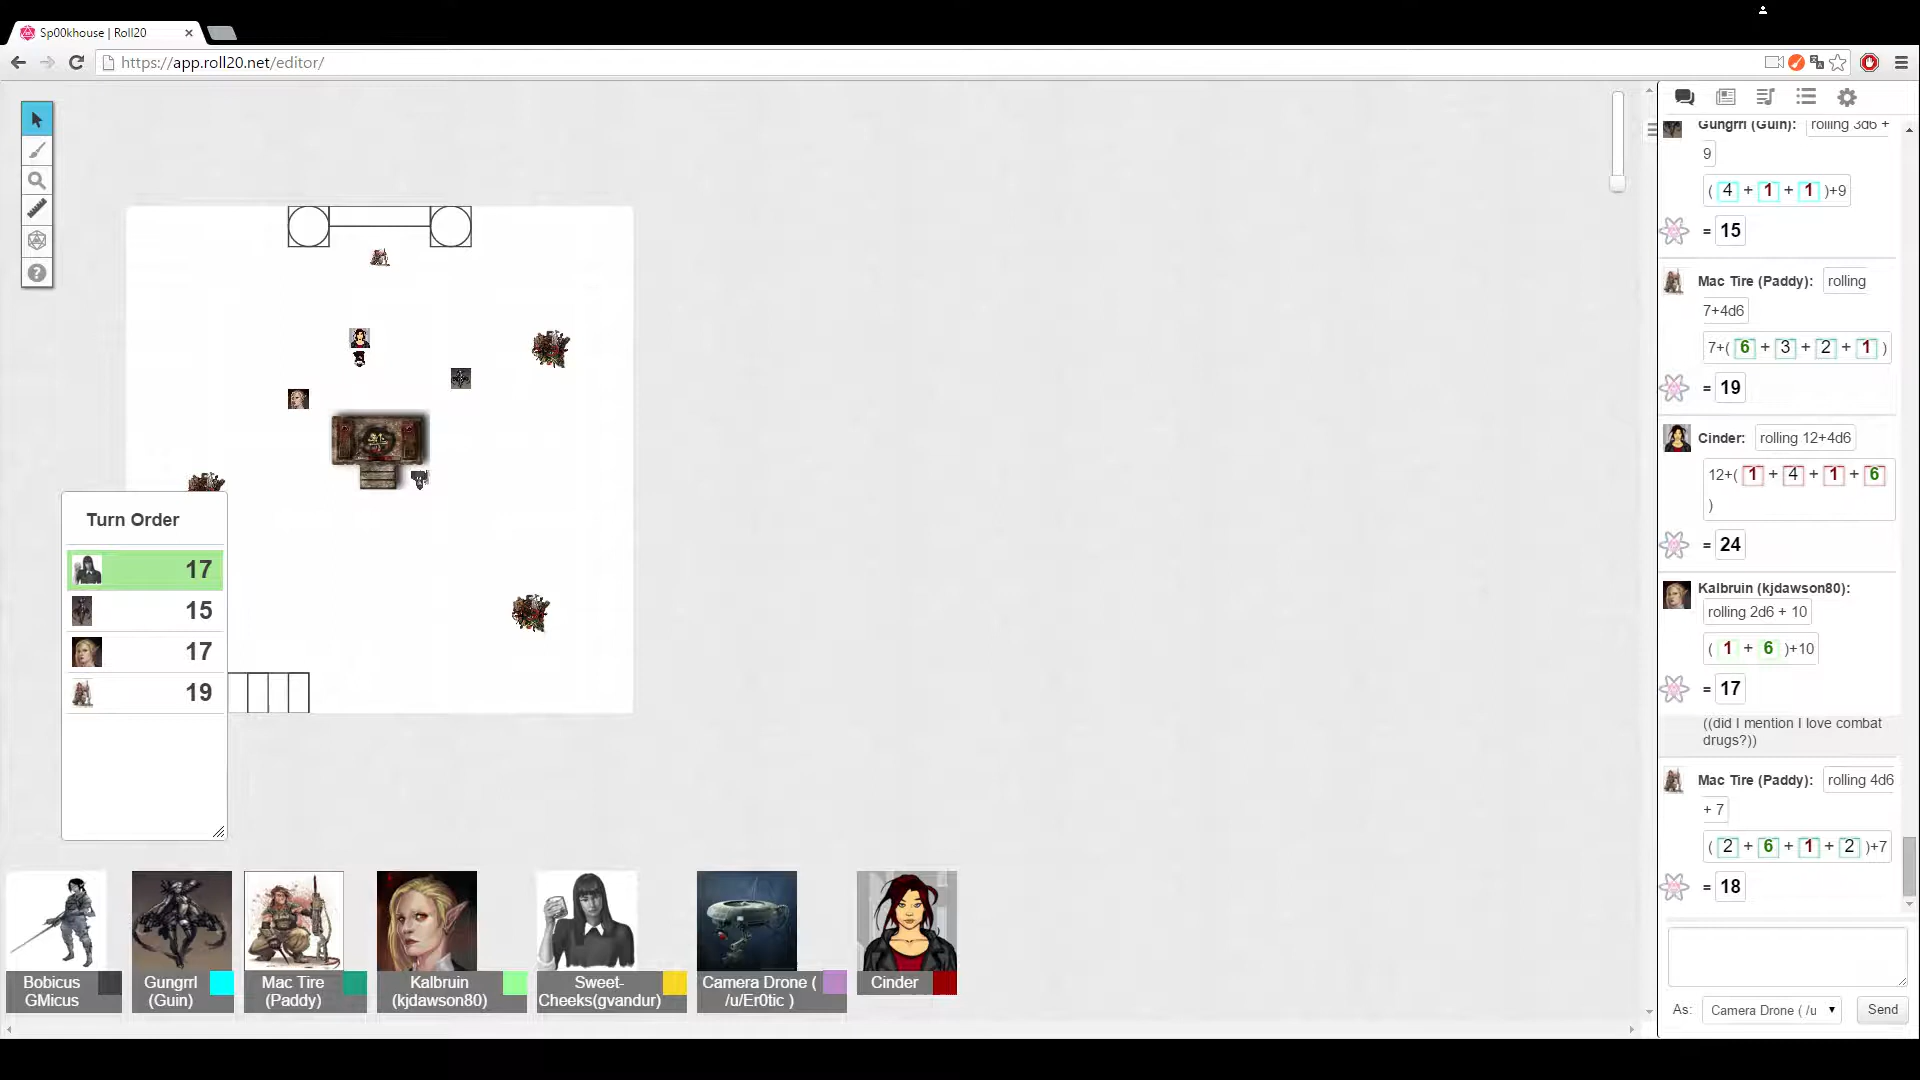 Sp00khouse | Roll20
https://app.roll20.net/editor/
Gungrrl (Guin): rolling 3d6 +
9
( 4 + 1 + 1 )+9
= 15
Mac Tire (Paddy): rolling
7+4d6
7+( 6 + 3 + 2 + 1 )
= 19
Cinder: rolling 12+4d6
12+( 1 + 4 + 1 + 6
)
= 24
Kalbruin (kjdawson80):
rolling 2d6 + 10
( 1 + 6 )+10
= 17
((did I mention I love combat
drugs?))
Mac Tire (Paddy): rolling 4d6
+ 7
( 2 + 6 + 1 + 2 )+7
= 18
As: Camera Drone ( /u Send
Turn Order
17
15
17
19
Bobicus
GMicus
Gungrrl
(Guin)
Mac Tire
(Paddy)
Kalbruin
(kjdawson80)
Sweet-
Cheeks(gvandur)
Camera Drone (
/u/Er0tic )
Cinder